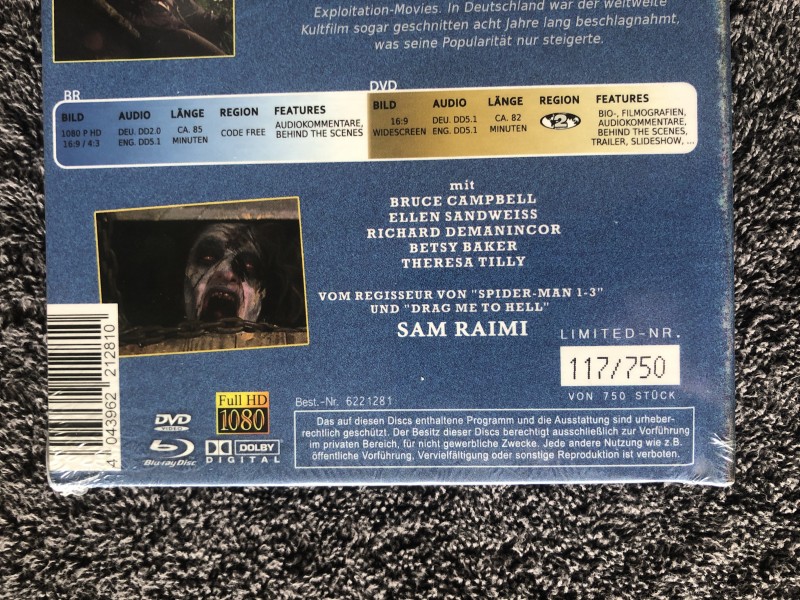 Exploitation-Movies. In Deutschland war der weltweite
Kultfilm sogar geschnitten acht Jahre lang beschlagnahmt,
was seine Popularität nur steigerte.
BR
BILD AUDIO LÄNGE REGION FEATURES
1080 P HD DEU. DD2.0 CA. 85 CODE FREE AUDIOKOMMENTARE,
16:9 / 4:3 ENG. DD5.1 MINUTEN BEHIND THE SCENES
DVD
BILD AUDIO LÄNGE REGION FEATURES
16:9 DEU. DD5.1 CA. 82 2 BIO-, FILMOGRAFIEN,
WIDESCREEN ENG. DD5.1 MINUTEN AUDIOKOMMENTARE,
BEHIND THE SCENES,
TRAILER, SLIDESHOW, ...
mit
BRUCE CAMPBELL
ELLEN SANDWEISS
RICHARD DEMANINCOR
BETSY BAKER
THERESA TILLY
VOM REGISSEUR VON "SPIDER-MAN 1-3"
UND "DRAG ME TO HELL"
SAM RAIMI
LIMITED-NR.
117/750
VON 750 STÜCK
4 043962 212810
Best.-Nr. 6221281
DVD
VIDEO
Blu-ray Disc
Full HD
1080
DOLBY
DIGITAL
Das auf diesen Discs enthaltene Programm und die Ausstattung sind urheber-
rechtlich geschützt. Der Besitz dieser Discs berechtigt ausschließlich zur Vorführung
im privaten Bereich, für nicht gewerbliche Zwecke. Jede andere Nutzung wie z.B.
öffentliche Vorführung, Vervielfältigung oder sonstige Reproduktion ist verboten.